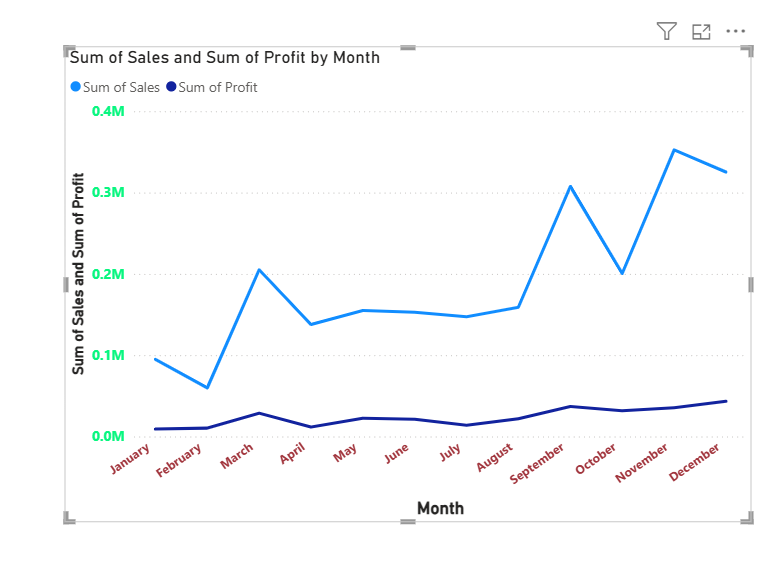 Sum of Sales and Sum of Profit by Month
Sum of Sales Sum of Profit
0.4M
0.3M
0.2M
0.1M
0.0M
Sum of Sales and Sum of Profit
January February March April May June July August September October November December
Month